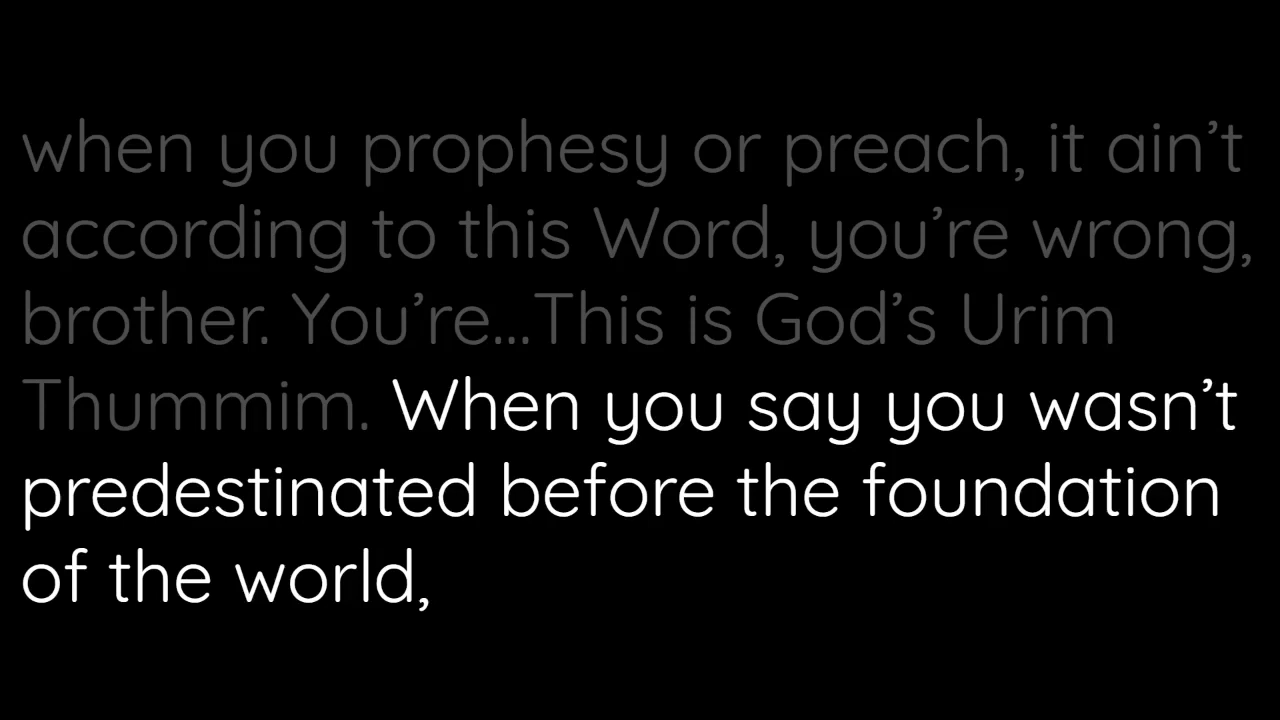 when you prophesy or preach, it ain’t
according to this Word, you’re wrong,
brother. You’re...This is God’s Urim
Thummim. When you say you wasn’t
predestinated before the foundation
of the world,